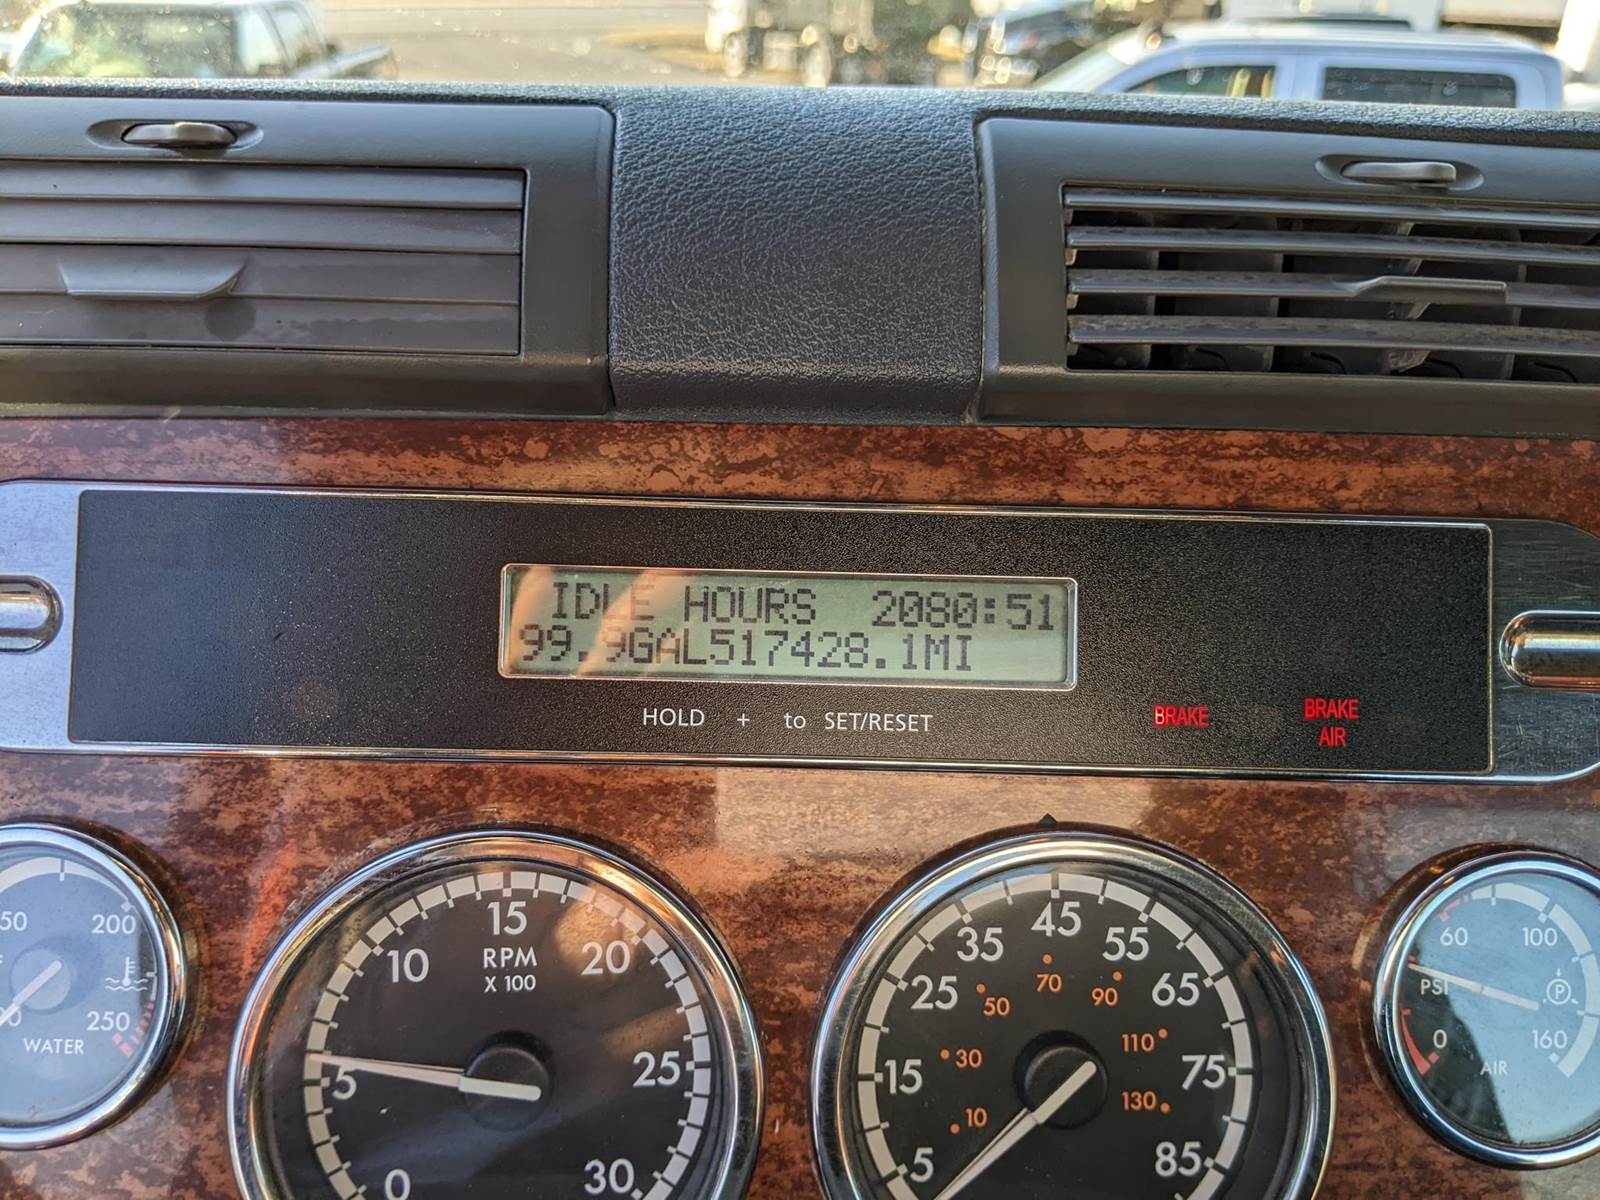 IDLE HOURS 2080:51
99.9GAL517428.1MI
HOLD + to SET/RESET
BRAKE
BRAKE
AIR
200
250
WATER
0
5
10
15
20
25
30
RPM
X 100
5
15
25
35
45
55
65
75
85
10
30
50
70
90
110
130
0
60
100
160
PSI
P
AIR